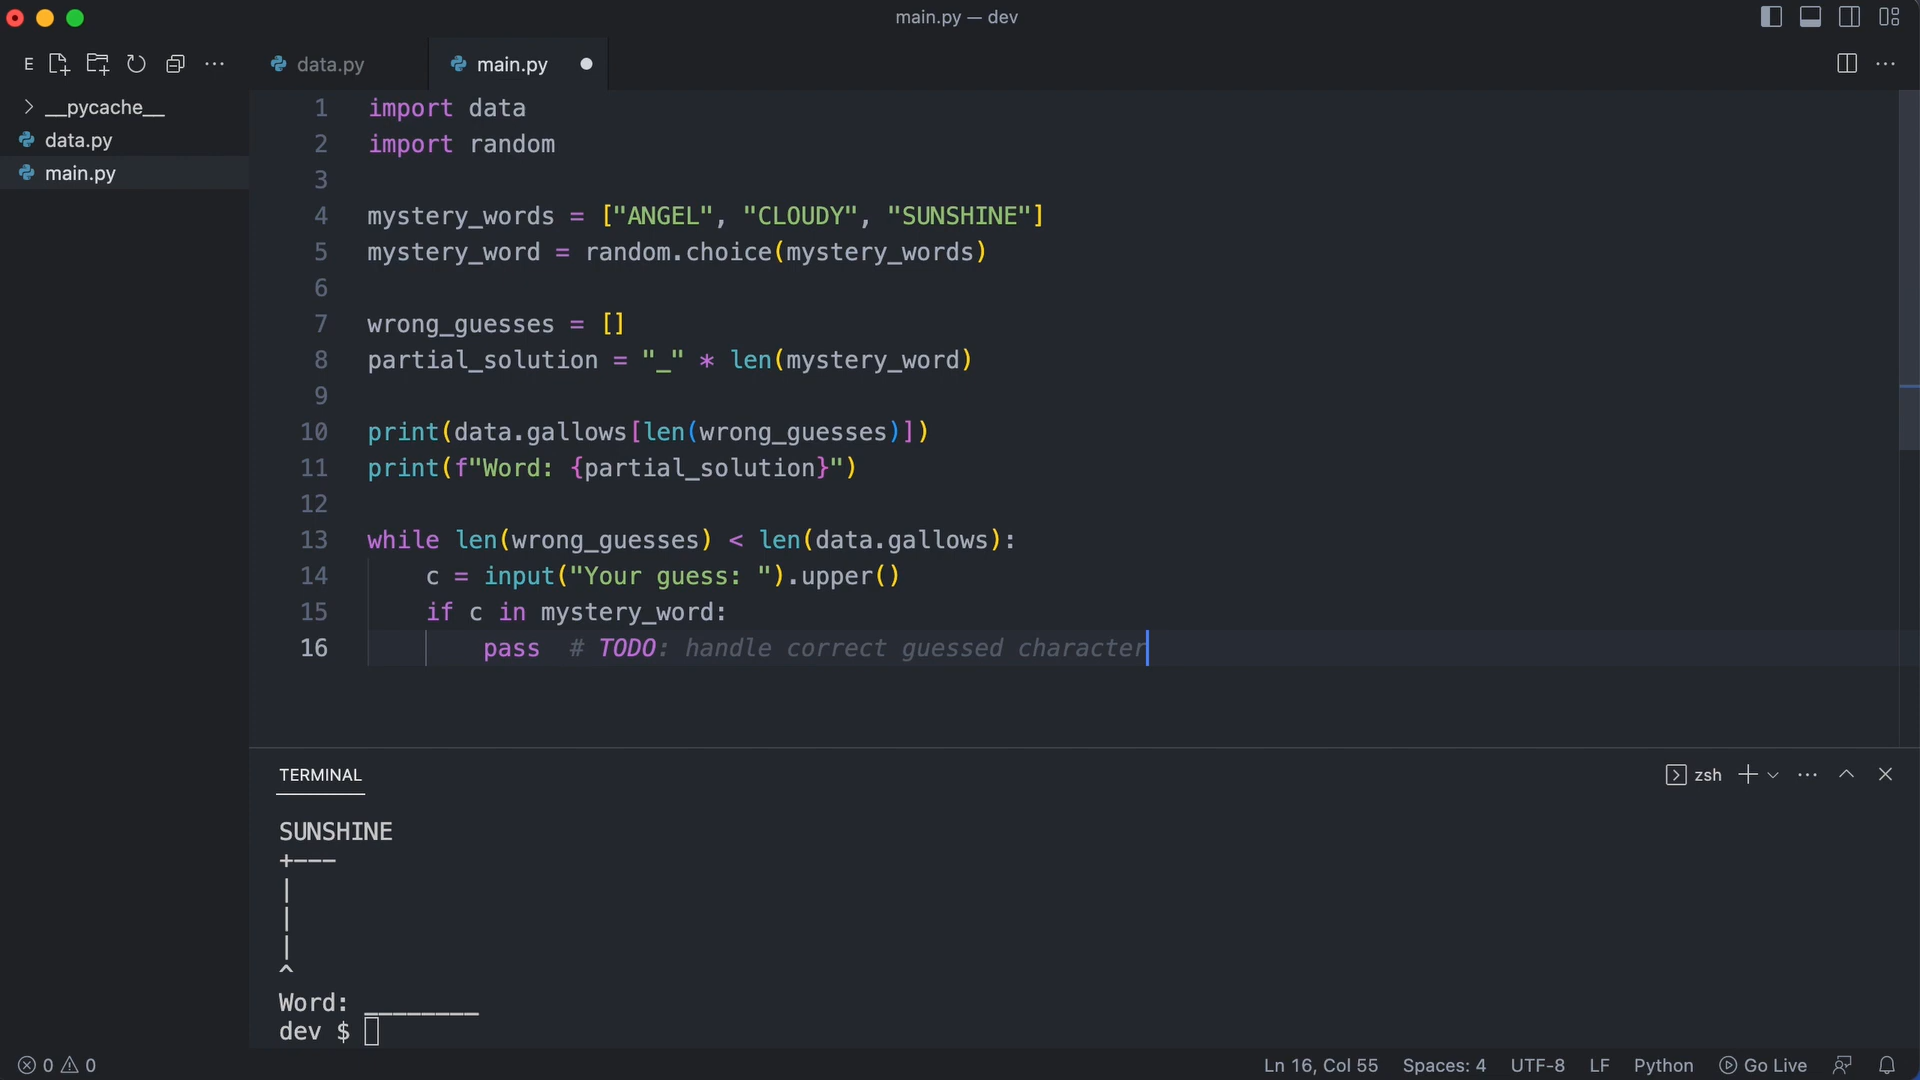 main.py — dev
E
data.py
main.py
__pycache__
data.py
main.py
1 import data
2 import random
3
4 mystery_words = ["ANGEL", "CLOUDY", "SUNSHINE"]
5 mystery_word = random.choice(mystery_words)
6
7 wrong_guesses = []
8 partial_solution = "_" * len(mystery_word)
9
10 print(data.gallows[len(wrong_guesses)])
11 print(f"Word: {partial_solution}")
12
13 while len(wrong_guesses) < len(data.gallows):
14     c = input("Your guess: ").upper()
15     if c in mystery_word:
16         pass  # TODO: handle correct guessed character
TERMINAL
zsh
SUNSHINE
+---
|
|
|
^
Word: ________
dev $
0 0
Ln 16, Col 55 Spaces: 4 UTF-8 LF Python Go Live